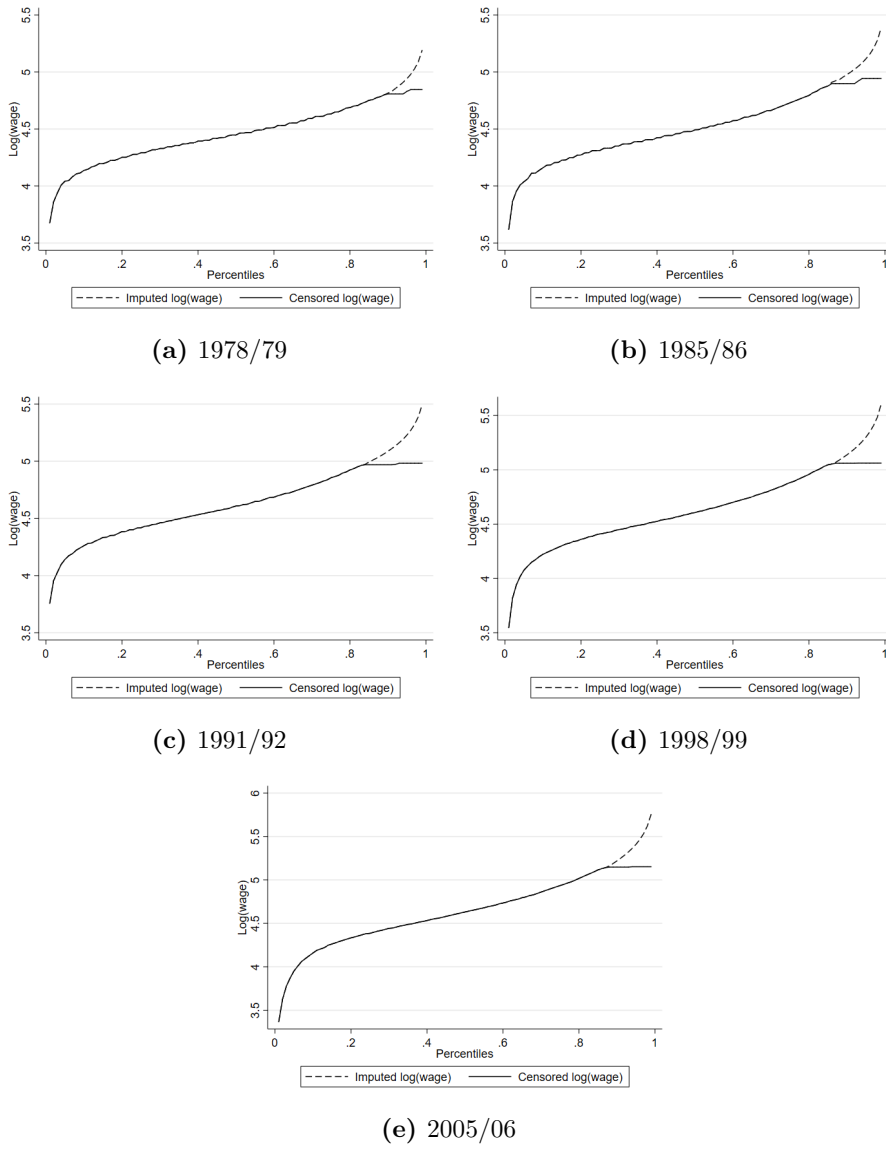 5.5
5
4.5
4
3.5
Log(wage)
0 .2 .4 .6 .8 1
Percentiles
Imputed log(wage) Censored log(wage)
(a) 1978/79
5.5
5
4.5
4
3.5
Log(wage)
0 .2 .4 .6 .8 1
Percentiles
Imputed log(wage) Censored log(wage)
(b) 1985/86
5.5
5
4.5
4
3.5
Log(wage)
0 .2 .4 .6 .8 1
Percentiles
Imputed log(wage) Censored log(wage)
(c) 1991/92
5.5
5
4.5
4
3.5
Log(wage)
0 .2 .4 .6 .8 1
Percentiles
Imputed log(wage) Censored log(wage)
(d) 1998/99
6
5.5
5
4.5
4
3.5
Log(wage)
0 .2 .4 .6 .8 1
Percentiles
Imputed log(wage) Censored log(wage)
(e) 2005/06